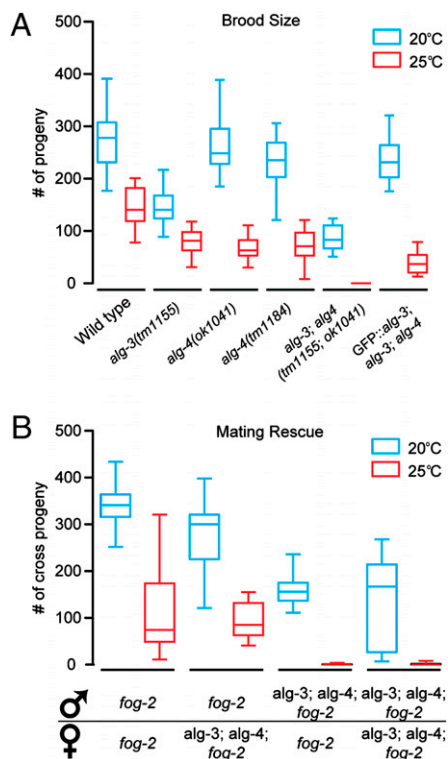 A
Brood Size
# of progeny
500
400
300
200
100
0
20℃
25℃
Wild type
alg-3(tm1155)
alg-4(ok1041)
alg-4(tm1184)
alg-3; alg4
(tm1155; ok1041)
GFP::alg-3;
alg-3; alg-4
B
Mating Rescue
# of cross progeny
500
400
300
200
100
0
20℃
25℃
♂ fog-2 fog-2 alg-3; alg-4; fog-2 alg-3; alg-4; fog-2
♀ fog-2 alg-3; alg-4; fog-2 fog-2 alg-3; alg-4; fog-2